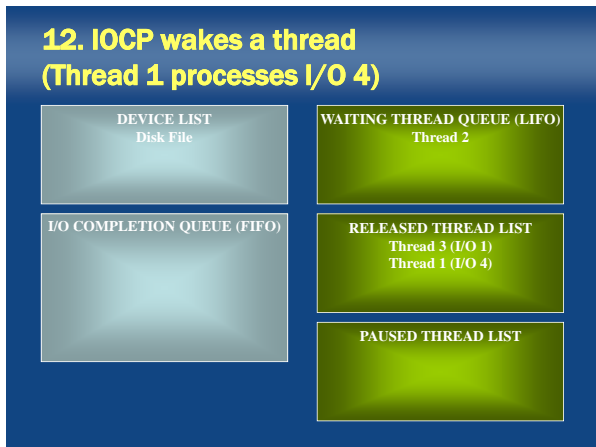 12. IOCP wakes a thread
(Thread 1 processes I/O 4)
DEVICE LIST
Disk File
I/O COMPLETION QUEUE (FIFO)
WAITING THREAD QUEUE (LIFO)
Thread 2
RELEASED THREAD LIST
Thread 3 (I/O 1)
Thread 1 (I/O 4)
PAUSED THREAD LIST